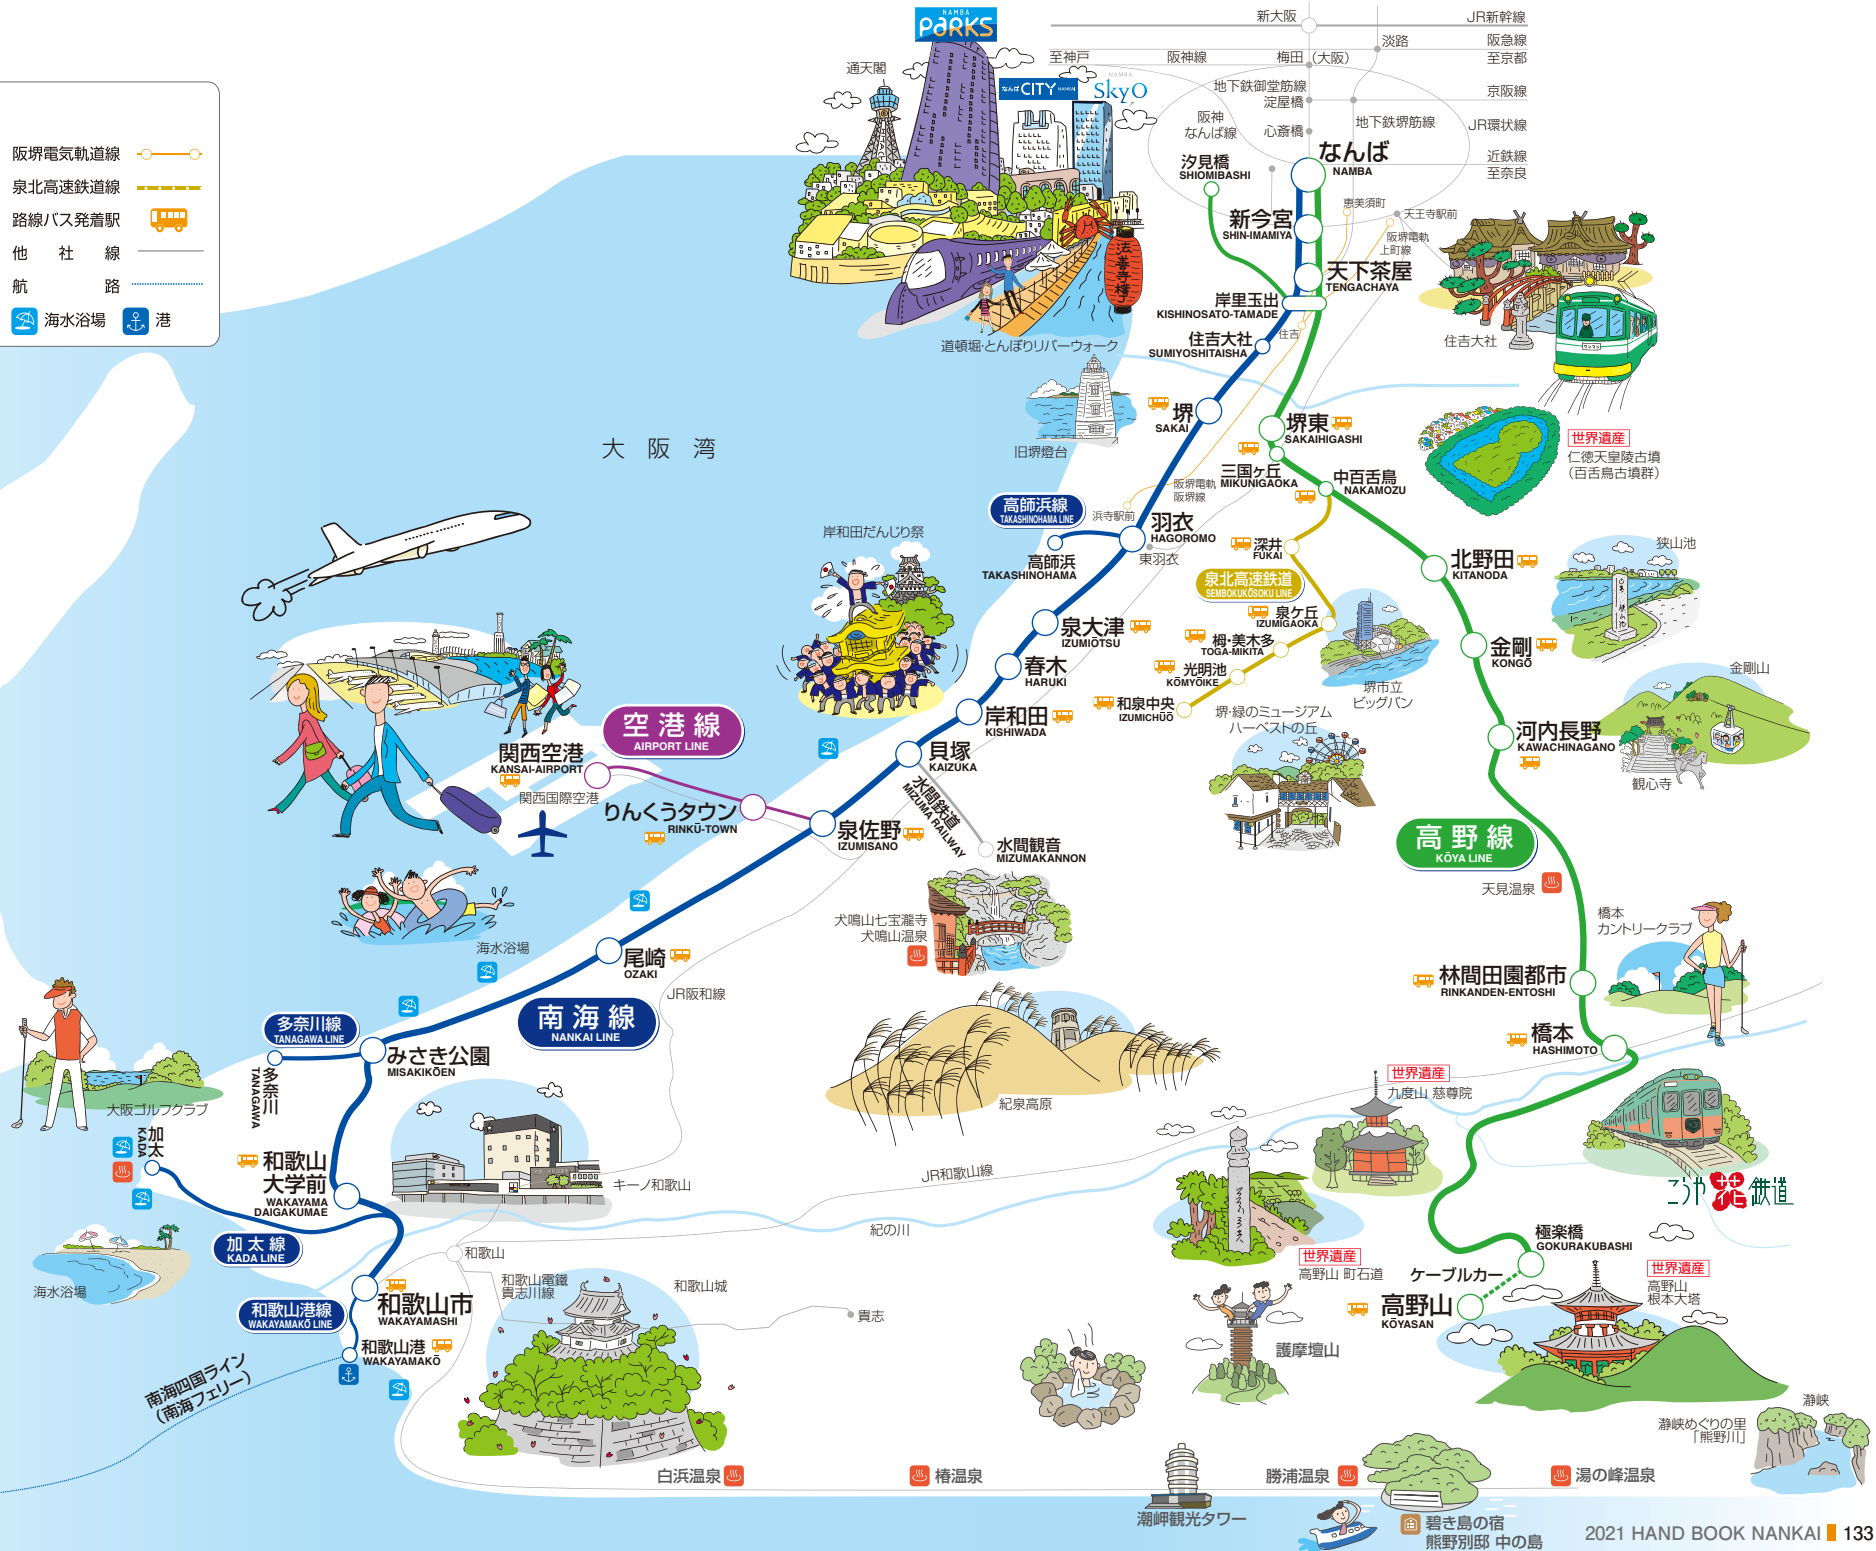 NAMBA
PARKS
通天閣
なんばCITY NANKAI
NAMBA
SkyO
新大阪
JR新幹線
淡路
阪急線
至神戸
阪神線
梅田(大阪)
至京都
地下鉄御堂筋線
淀屋橋
京阪線
阪神
なんば線
心斎橋
地下鉄堺筋線
JR環状線
近鉄線
至奈良
阪堺電気軌道線
泉北高速鉄道線
路線バス発着駅
他社線
航路
海水浴場
港
汐見橋
SHIOMIBASHI
なんば
NAMBA
新今宮
SHIN-IMAMIYA
恵美須町
天王寺駅前
阪堺電軌
上町線
天下茶屋
TENGACHAYA
岸里玉出
KISHINOSATO-TAMADE
住吉大社
SUMIYOSHITAISHA
住吉
住吉大社
法善寺横丁
道頓堀・とんぼりリバーウォーク
旧堺燈台
堺
SAKAI
堺東
SAKAIHIGASHI
三国ヶ丘
MIKUNIGAOKA
中百舌鳥
NAKAMOZU
世界遺産
仁徳天皇陵古墳
(百舌鳥古墳群)
大阪湾
阪堺電軌
阪堺線
浜寺駅前
高師浜線
TAKASHINOHAMA LINE
高師浜
TAKASHINOHAMA
羽衣
HAGOROMO
東羽衣
深井
FUKAI
泉北高速鉄道
SEMBOKUKŌSOKU LINE
泉ケ丘
IZUMIGAOKA
栂・美木多
TOGA-MIKITA
光明池
KŌMYŌIKE
和泉中央
IZUMICHŪŌ
堺市立
ビッグバン
堺・緑のミュージアム
ハーベストの丘
北野田
KITANODA
狭山池
金剛
KONGŌ
金剛山
河内長野
KAWACHINAGANO
観心寺
岸和田だんじり祭
泉大津
IZUMIŌTSU
春木
HARUKI
岸和田
KISHIWADA
貝塚
KAIZUKA
水間鉄道
MIZUMA RAILWAY
水間観音
MIZUMAKANNON
空港線
AIRPORT LINE
関西空港
KANSAI-AIRPORT
関西国際空港
りんくうタウン
RINKŪ-TOWN
泉佐野
IZUMISANO
高野線
KŌYA LINE
天見温泉
橋本
カントリークラブ
林間田園都市
RINKANDEN-ENTOSHI
橋本
HASHIMOTO
犬鳴山七宝瀧寺
犬鳴山温泉
海水浴場
尾崎
OZAKI
南海線
NANKAI LINE
JR阪和線
多奈川線
TANAGAWA LINE
多奈川
TANAGAWA
みさき公園
MISAKIKŌEN
大阪ゴルフクラブ
加太
KADA
和歌山
大学前
WAKAYAMA
DAIGAKUMAE
キーノ和歌山
紀泉高原
世界遺産
九度山 慈尊院
JR和歌山線
紀の川
加太線
KADA LINE
海水浴場
和歌山
和歌山電鐵
貴志川線
和歌山城
貴志
和歌山市
WAKAYAMASHI
和歌山港線
WAKAYAMAKŌ LINE
和歌山港
WAKAYAMAKŌ
南海四国ライン
(南海フェリー)
世界遺産
高野山 町石道
護摩壇山
こうや花鉄道
極楽橋
GOKURAKUBASHI
ケーブルカー
高野山
KŌYASAN
世界遺産
高野山
根本大塔
瀞峡
瀞峡めぐりの里
「熊野川」
白浜温泉
椿温泉
潮岬観光タワー
勝浦温泉
湯の峰温泉
碧き島の宿
熊野別邸 中の島
2021 HAND BOOK NANKAI 133